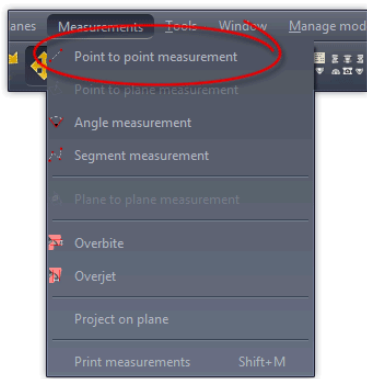 anes Measurements Tools Window Manage mod
Point to point measurement
Point to plane measurement
Angle measurement
Segment measurement
Plane to plane measurement
Overbite
Overjet
Project on plane
Print measurements Shift+M